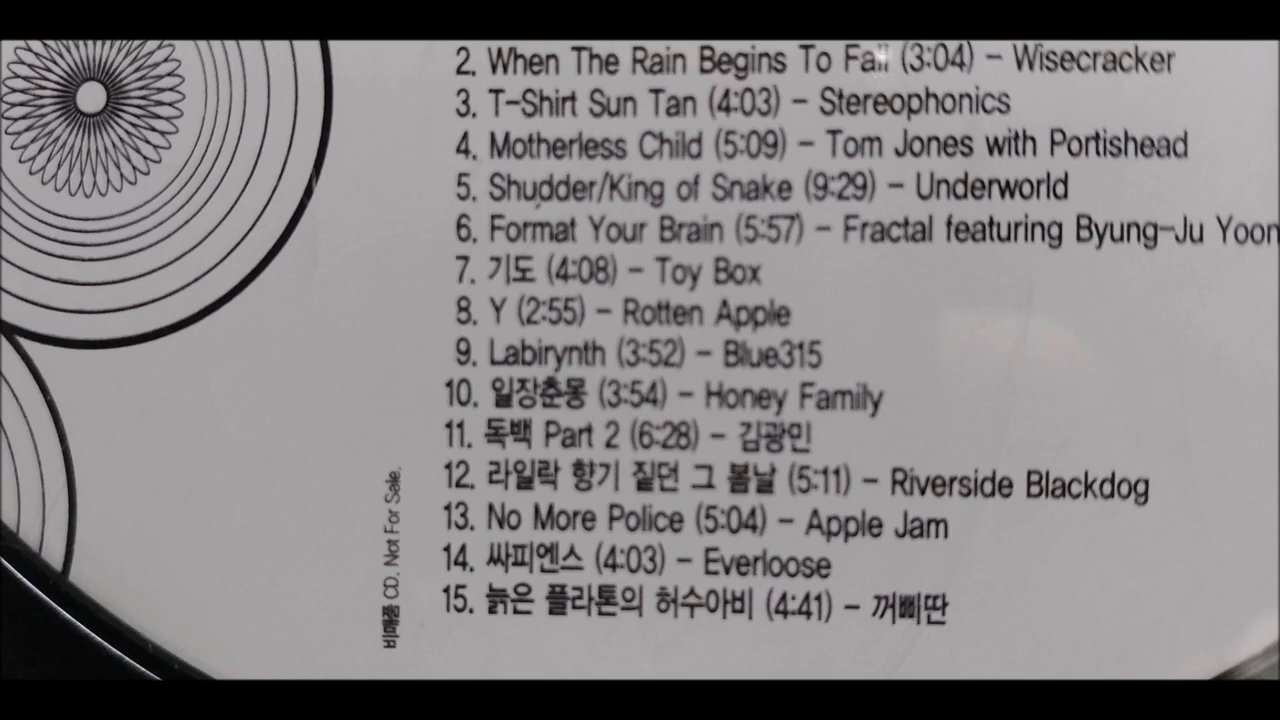 2. When The Rain Begins To Fall (3:04) - Wisecracker
3. T-Shirt Sun Tan (4:03) - Stereophonics
4. Motherless Child (5:09) - Tom Jones with Portishead
5. Shudder/King of Snake (9:29) - Underworld
6. Format Your Brain (5:57) - Fractal featuring Byung-Ju Yoon
7. 기도 (4:08) - Toy Box
8. Y (2:55) - Rotten Apple
9. Labirynth (3:52) - Blue315
10. 일장춘몽 (3:54) - Honey Family
11. 독백 Part 2 (6:28) - 김광민
12. 라일락 향기 짙던 그 봄날 (5:11) - Riverside Blackdog
13. No More Police (5:04) - Apple Jam
14. 싸피엔스 (4:03) - Everloose
15. 늙은 플라톤의 허수아비 (4:41) - 꺼삐딴
비매품 CD. Not For Sale.